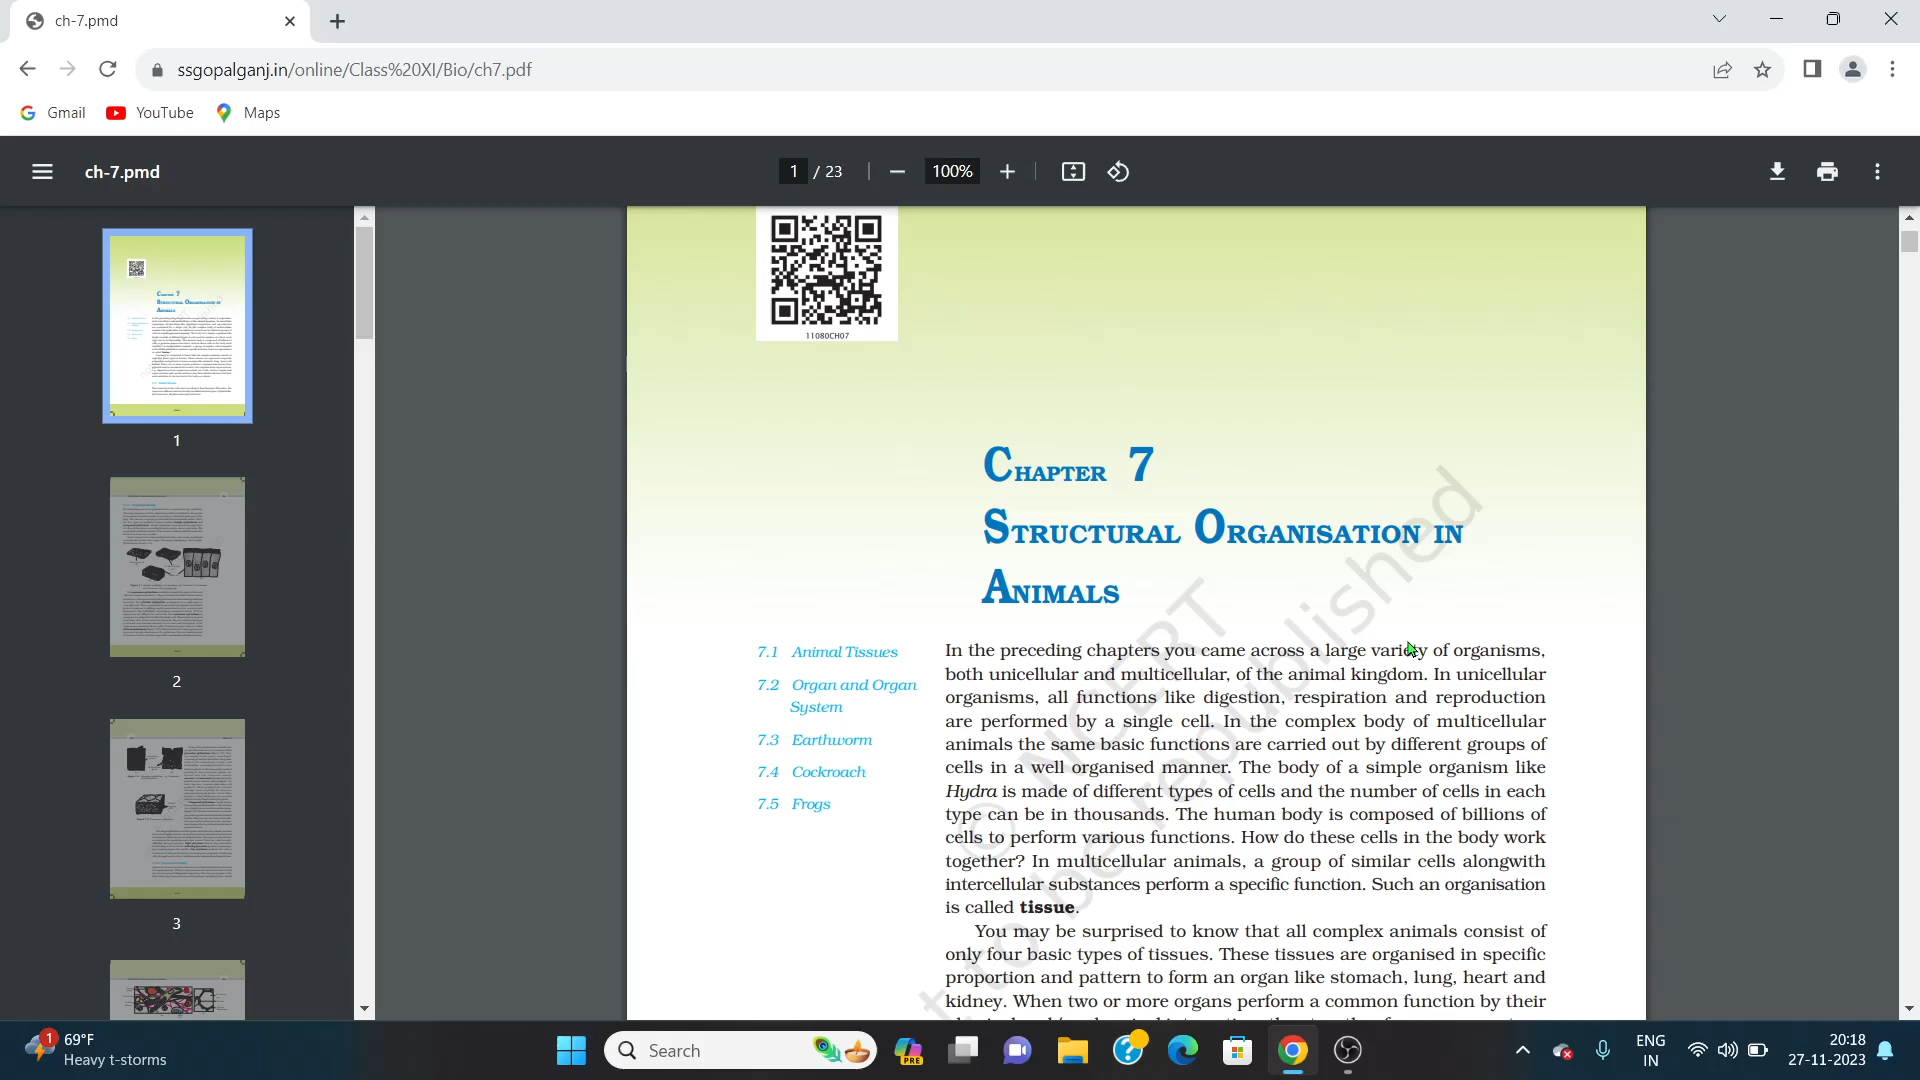 ch-7.pmd
ssgopalganj.in/online/Class%20XI/Bio/ch7.pdf
Gmail YouTube Maps
ch-7.pmd 1 / 23 100%
11080CH07
CHAPTER 7
STRUCTURAL ORGANISATION IN
ANIMALS
7.1 Animal Tissues
7.2 Organ and Organ
System
7.3 Earthworm
7.4 Cockroach
7.5 Frogs
In the preceding chapters you came across a large variety of organisms,
both unicellular and multicellular, of the animal kingdom. In unicellular
organisms, all functions like digestion, respiration and reproduction
are performed by a single cell. In the complex body of multicellular
animals the same basic functions are carried out by different groups of
cells in a well organised manner. The body of a simple organism like
Hydra is made of different types of cells and the number of cells in each
type can be in thousands. The human body is composed of billions of
cells to perform various functions. How do these cells in the body work
together? In multicellular animals, a group of similar cells alongwith
intercellular substances perform a specific function. Such an organisation
is called tissue.
You may be surprised to know that all complex animals consist of
only four basic types of tissues. These tissues are organised in specific
proportion and pattern to form an organ like stomach, lung, heart and
kidney. When two or more organs perform a common function by their
© NCERT
to be republished
1
2
3
1 69°F
Heavy t-storms
Search
PRE
ENG
IN
20:18
27-11-2023